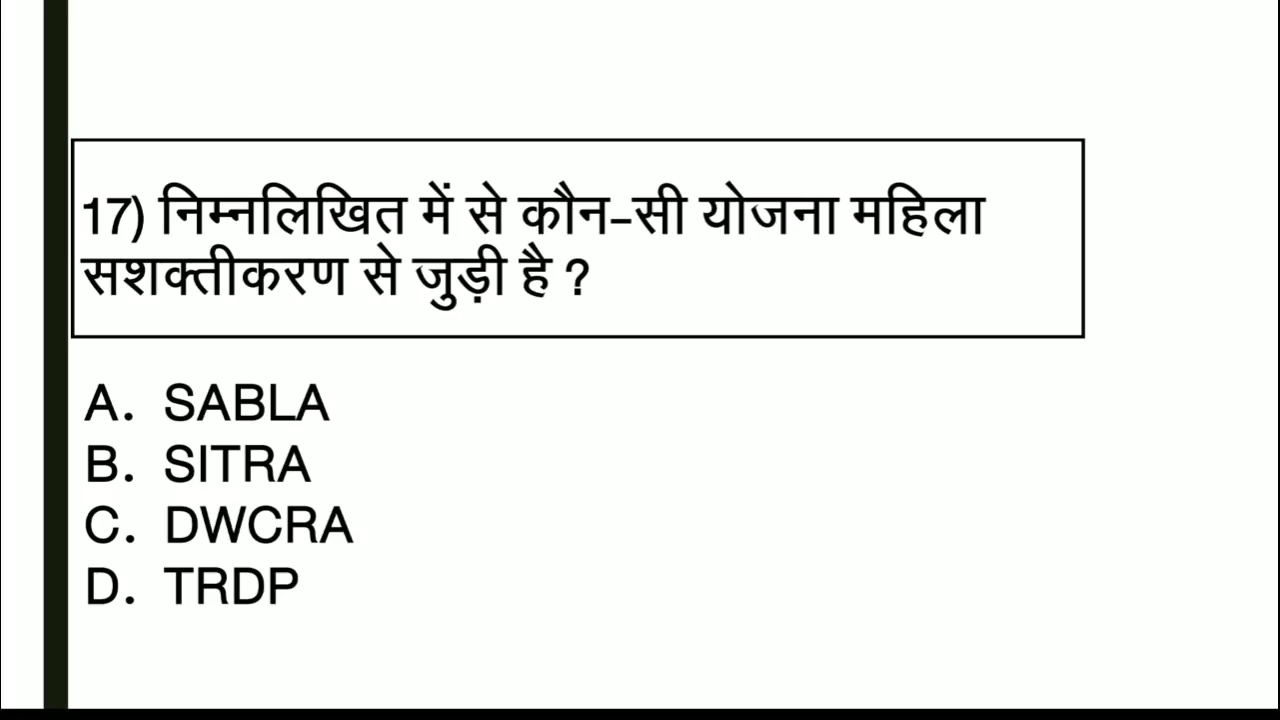 17) निम्नलिखित में से कौन-सी योजना महिला
सशक्तीकरण से जुड़ी है ?
A. SABLA
B. SITRA
C. DWCRA
D. TRDP